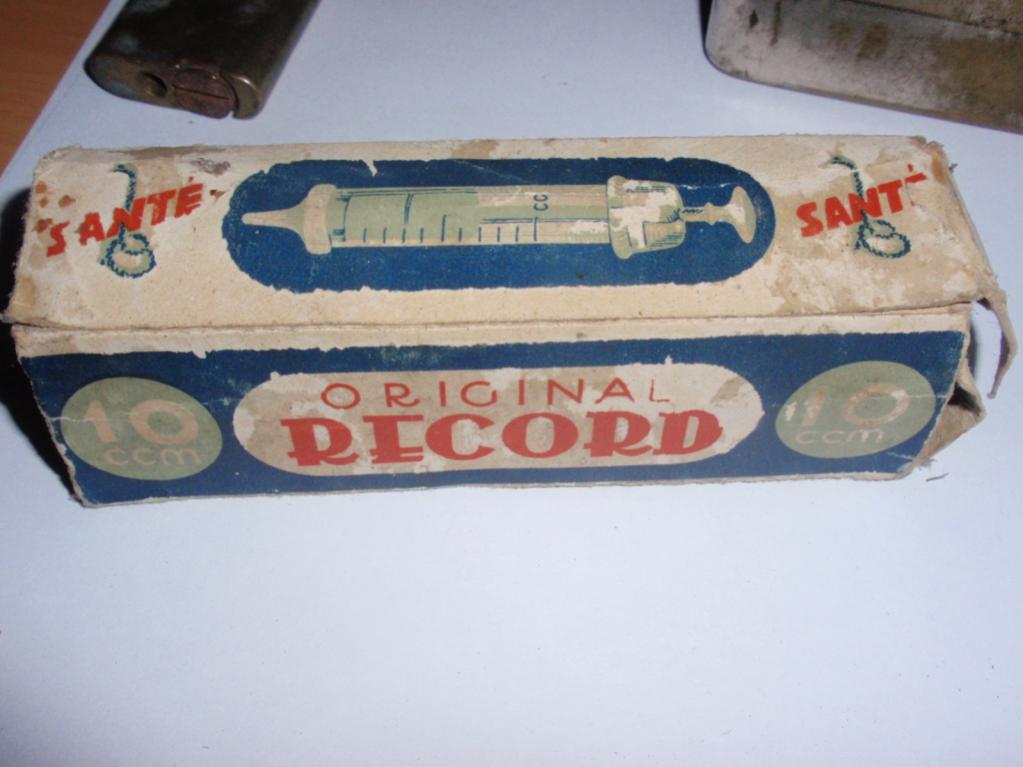 SANTÉ
CC
SANT
ORIGINAL
RECORD
10
ccm
10
ccm